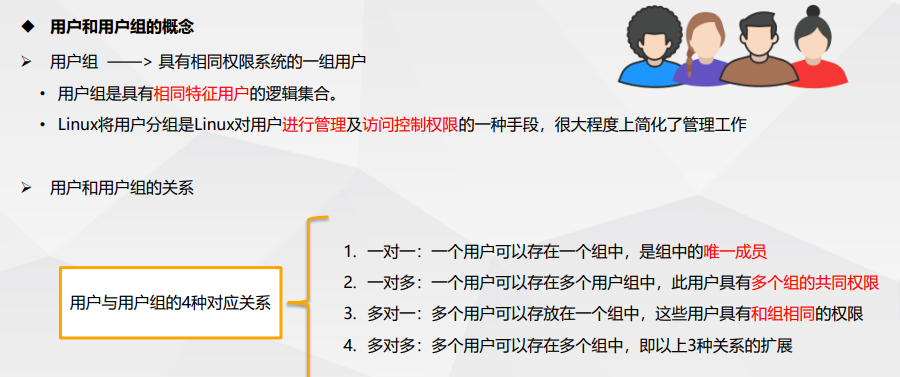 ◆ 用户和用户组的概念
➢ 用户组 ——> 具有相同权限系统的一组用户
• 用户组是具有相同特征用户的逻辑集合。
• Linux将用户分组是Linux对用户进行管理及访问控制权限的一种手段，很大程度上简化了管理工作
➢ 用户和用户组的关系
用户与用户组的4种对应关系
1. 一对一：一个用户可以存在一个组中，是组中的唯一成员
2. 一对多：一个用户可以存在多个用户组中，此用户具有多个组的共同权限
3. 多对一：多个用户可以存放在一个组中，这些用户具有和组相同的权限
4. 多对多：多个用户可以存在多个组中，即以上3种关系的扩展